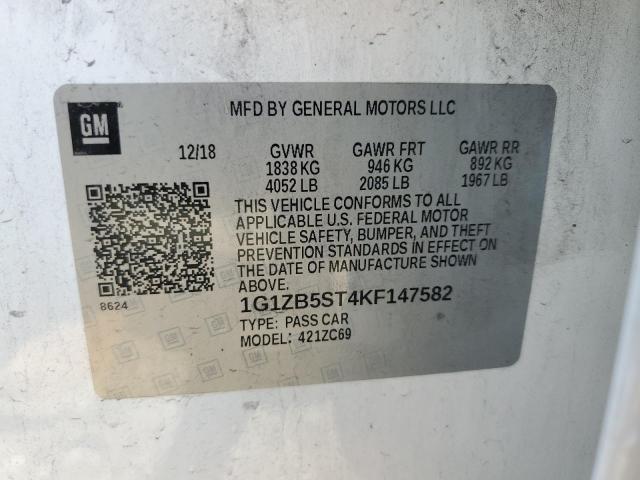 GM
MFD BY GENERAL MOTORS LLC
12/18 GVWR GAWR FRT GAWR RR
1838 KG 946 KG 892 KG
4052 LB 2085 LB 1967 LB
THIS VEHICLE CONFORMS TO ALL
APPLICABLE U.S. FEDERAL MOTOR
VEHICLE SAFETY, BUMPER, AND THEFT
PREVENTION STANDARDS IN EFFECT ON
THE DATE OF MANUFACTURE SHOWN
ABOVE.
8624
1G1ZB5ST4KF147582
TYPE: PASS CAR
MODEL: 421ZC69